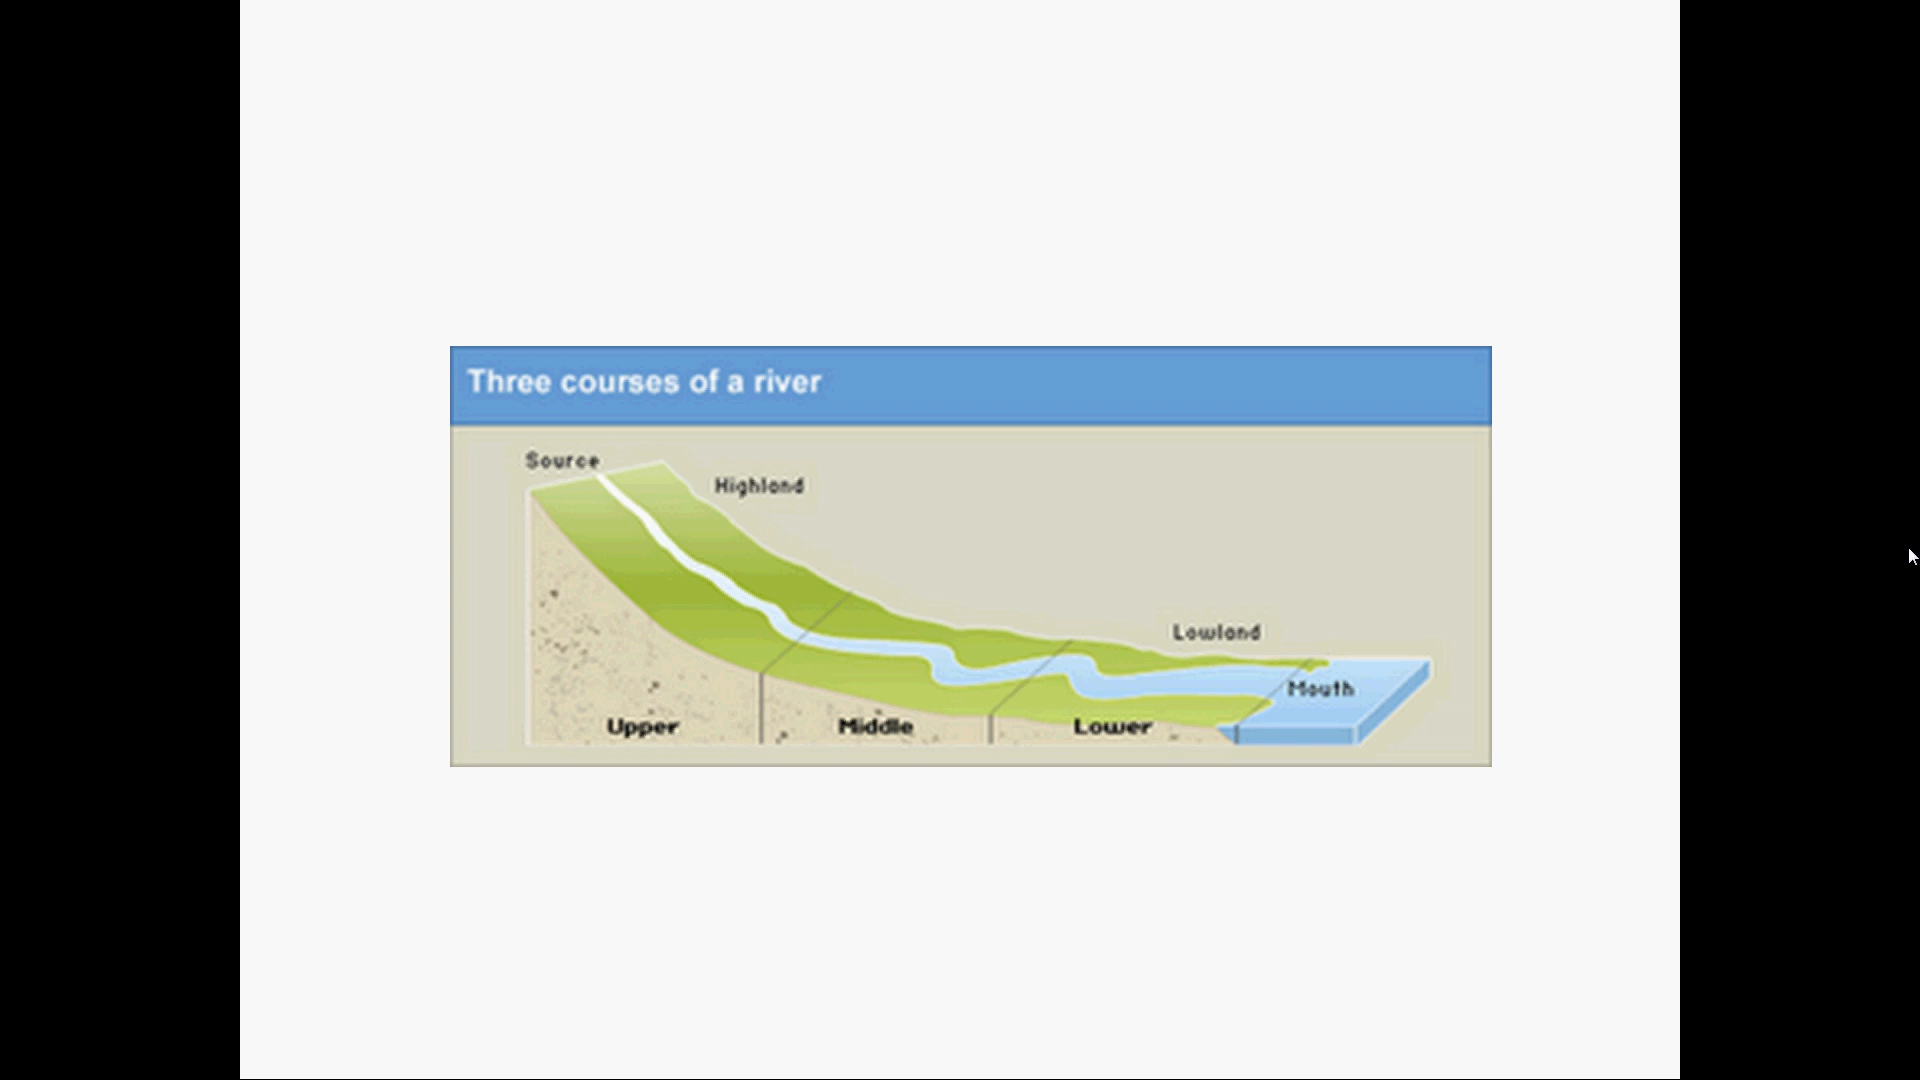 Three courses of a river
Source
Highland
Lowland
Mouth
Upper
Middle
Lower